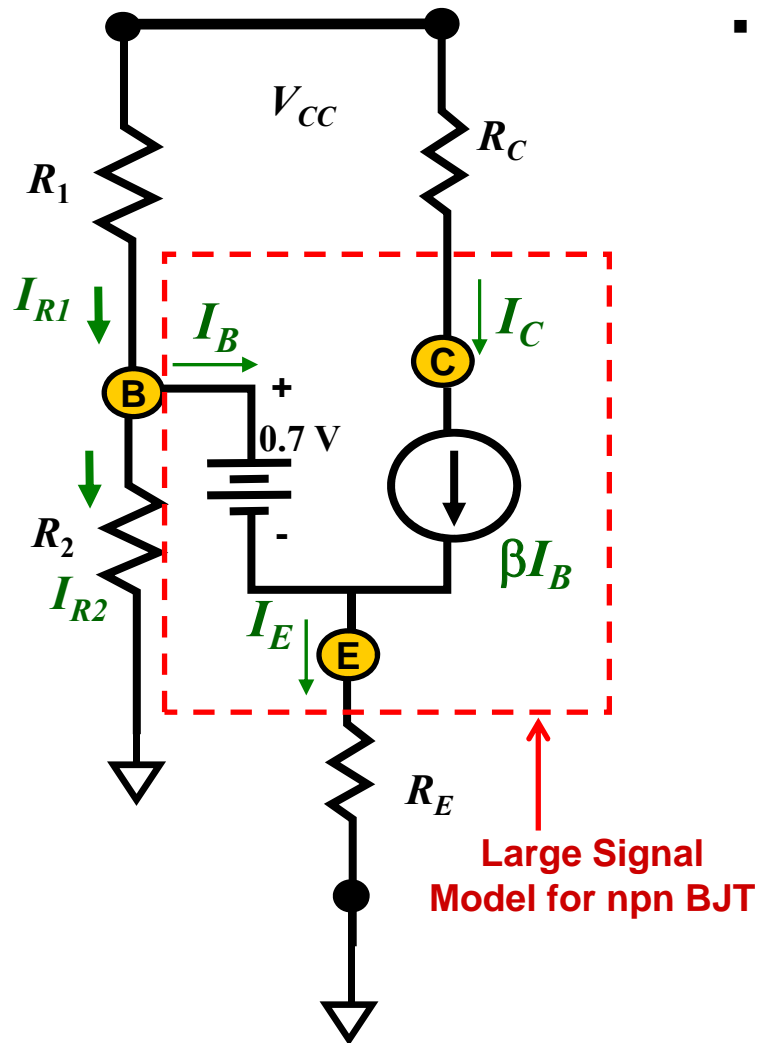 V_CC
R_C
R_1
I_R1
I_B
I_C
C
B
+
0.7 V
R_2
-
βI_B
I_R2
I_E
E
R_E
Large Signal
Model for npn BJT